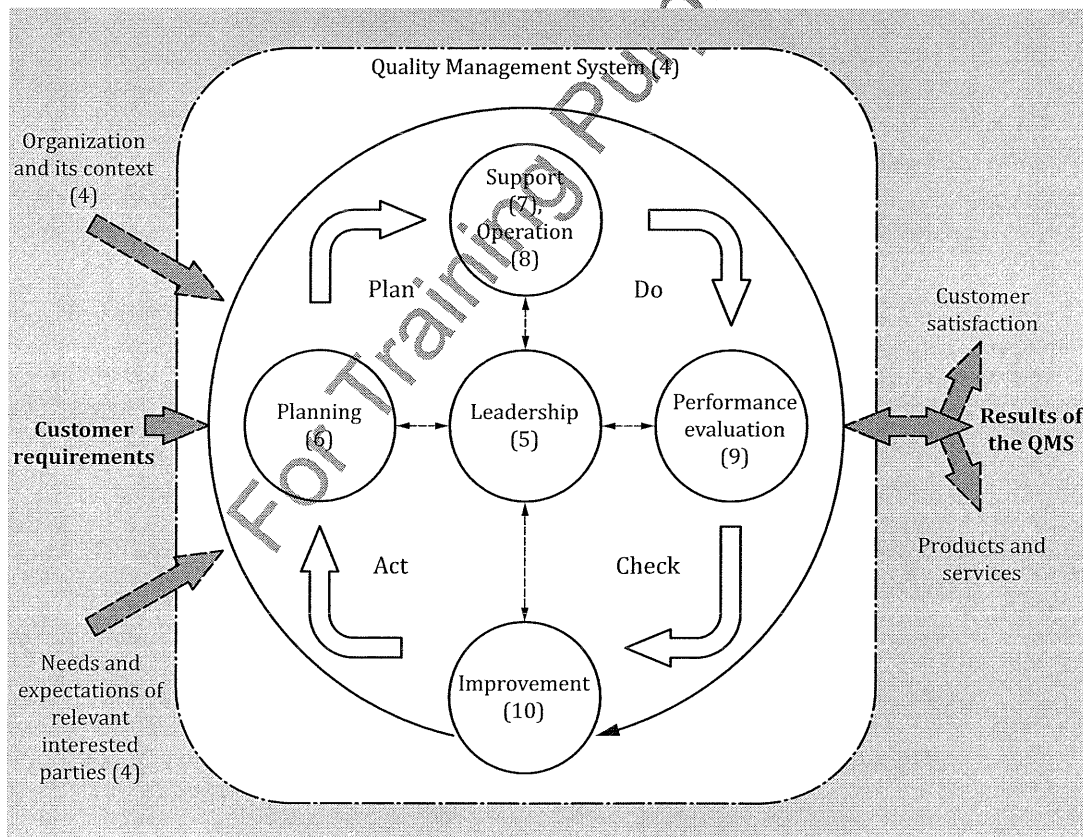 Quality Management System (4)
Organization
and its context
(4)
Support
(7),
Operation
(8)
Plan
Do
Customer
satisfaction
Planning
(6)
Leadership
(5)
Performance
evaluation
(9)
Customer
requirements
Results of
the QMS
Act
Check
Products and
services
Needs and
expectations of
relevant
interested
parties (4)
Improvement
(10)
For Training